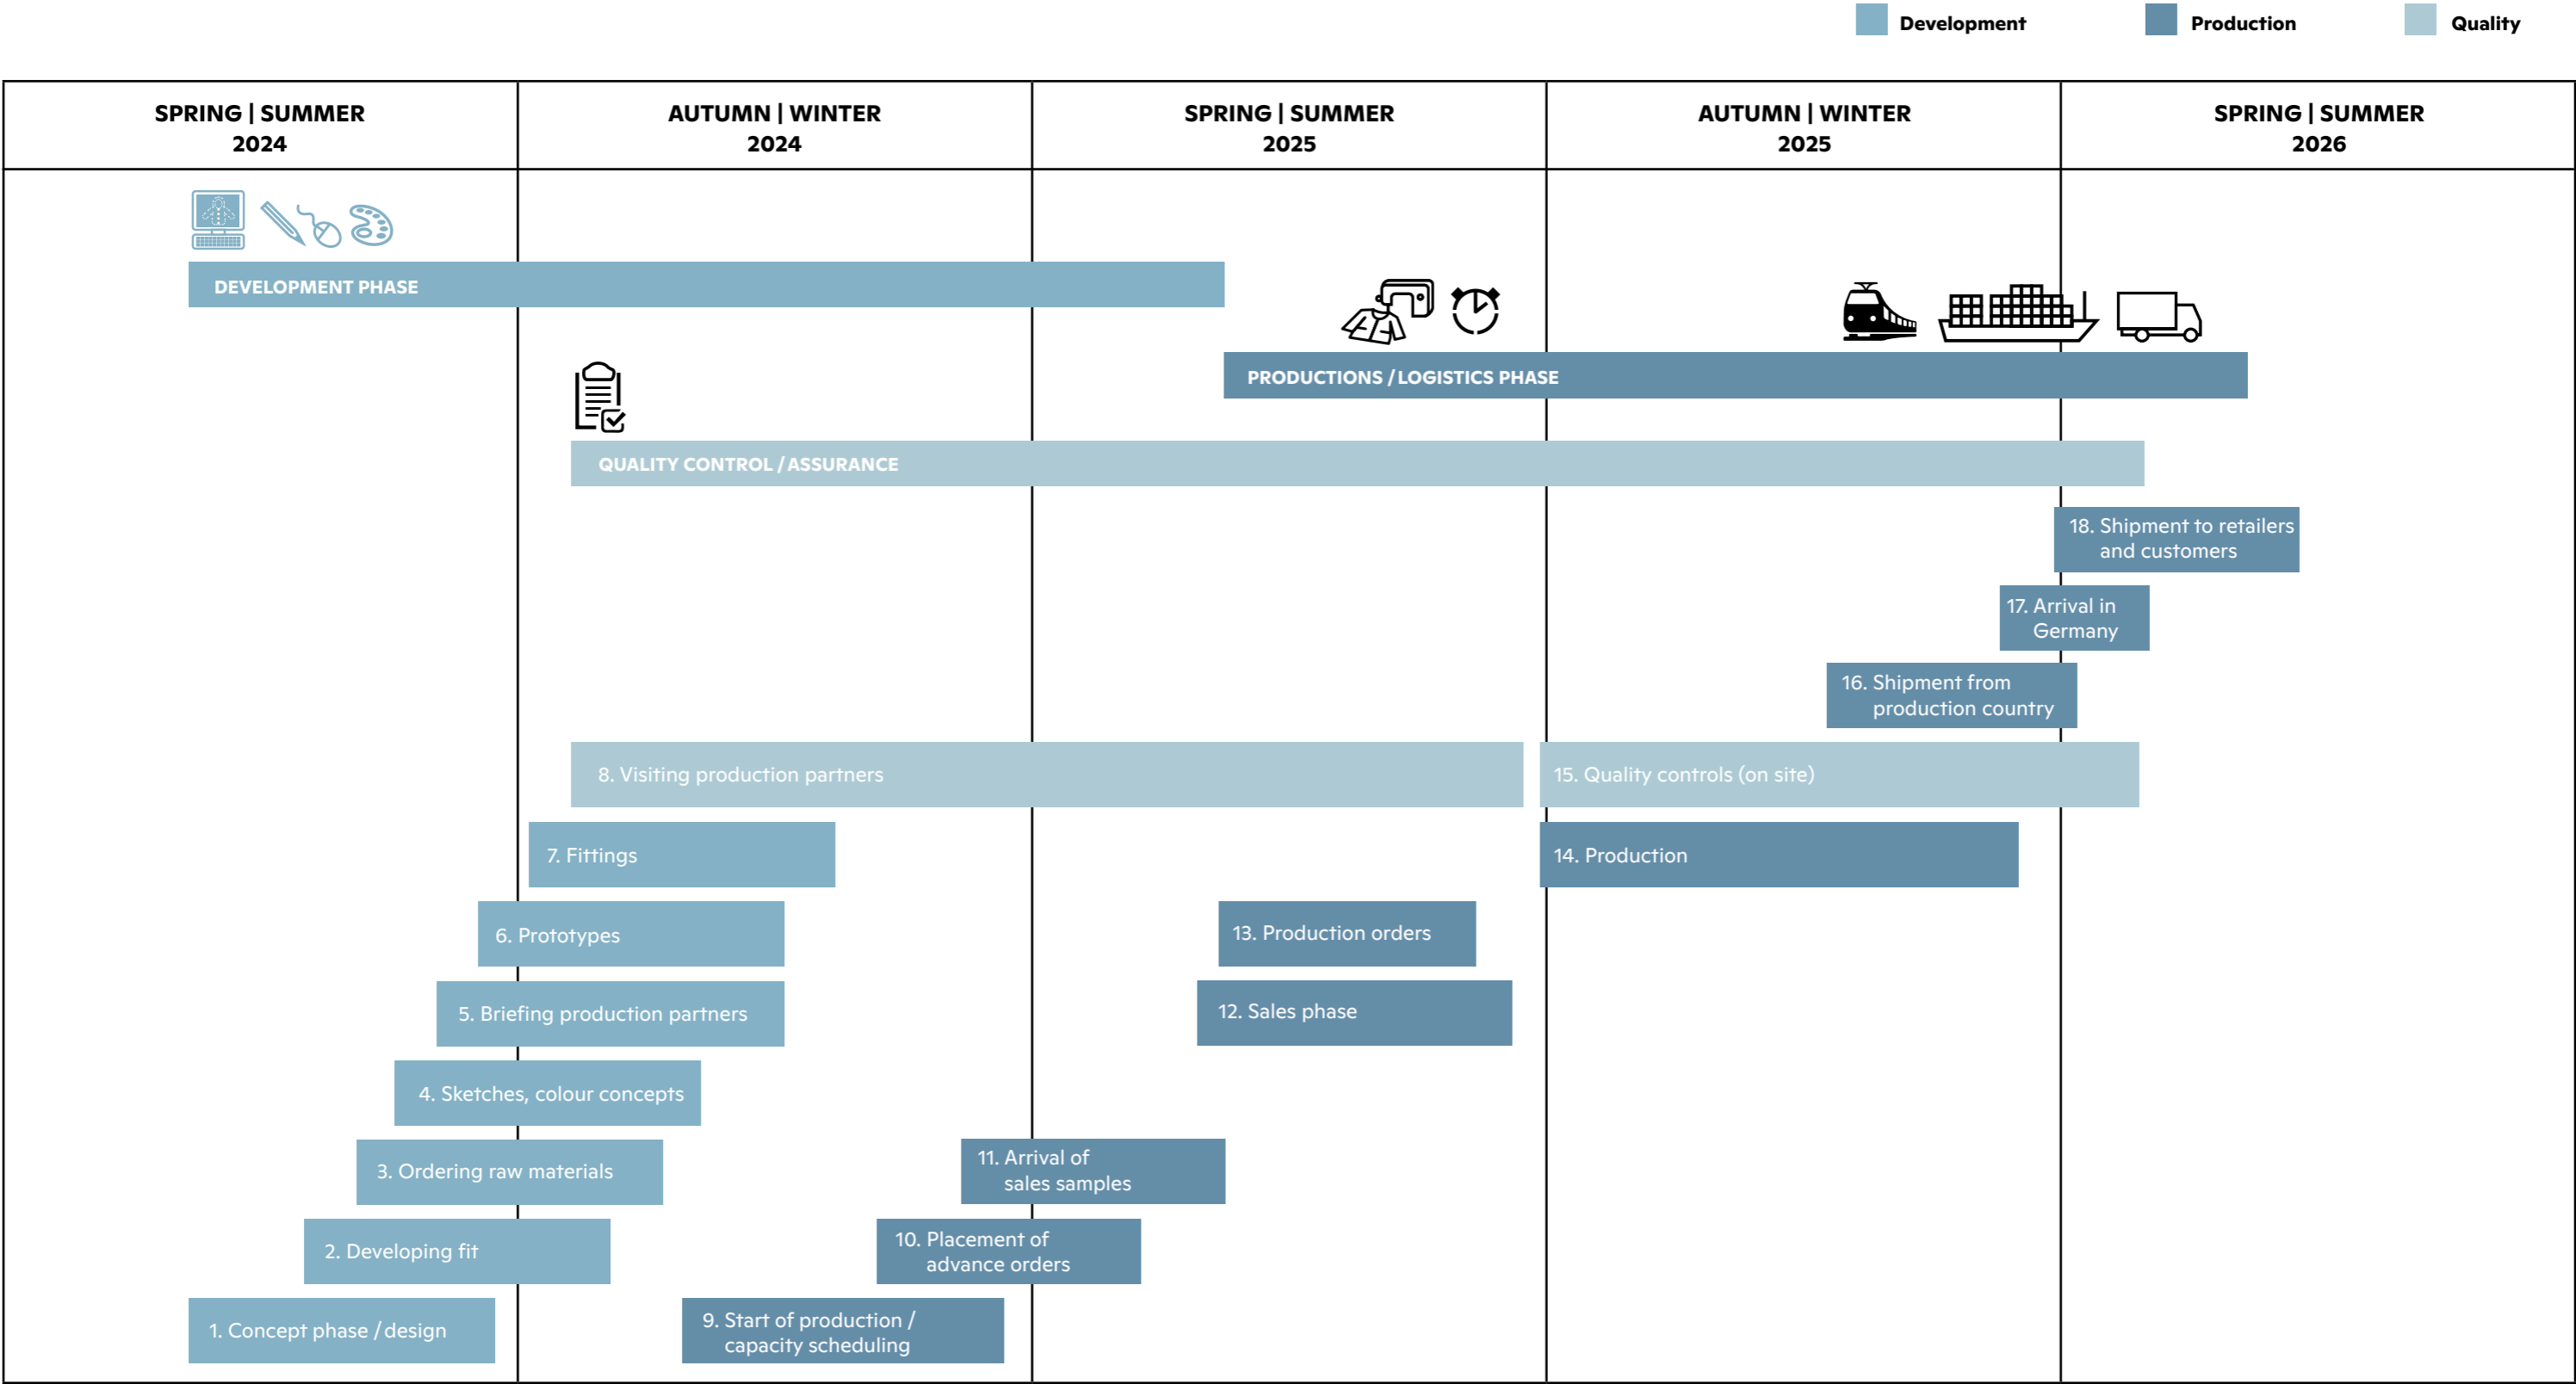 Development
Production
Quality
SPRING | SUMMER
2024
AUTUMN | WINTER
2024
SPRING | SUMMER
2025
AUTUMN | WINTER
2025
SPRING | SUMMER
2026
DEVELOPMENT PHASE
PRODUCTIONS / LOGISTICS PHASE
QUALITY CONTROL / ASSURANCE
18. Shipment to retailers
and customers
17. Arrival in
Germany
16. Shipment from
production country
8. Visiting production partners
15. Quality controls (on site)
7. Fittings
14. Production
6. Prototypes
13. Production orders
5. Briefing production partners
12. Sales phase
4. Sketches, colour concepts
3. Ordering raw materials
11. Arrival of
sales samples
2. Developing fit
10. Placement of
advance orders
1. Concept phase / design
9. Start of production /
capacity scheduling